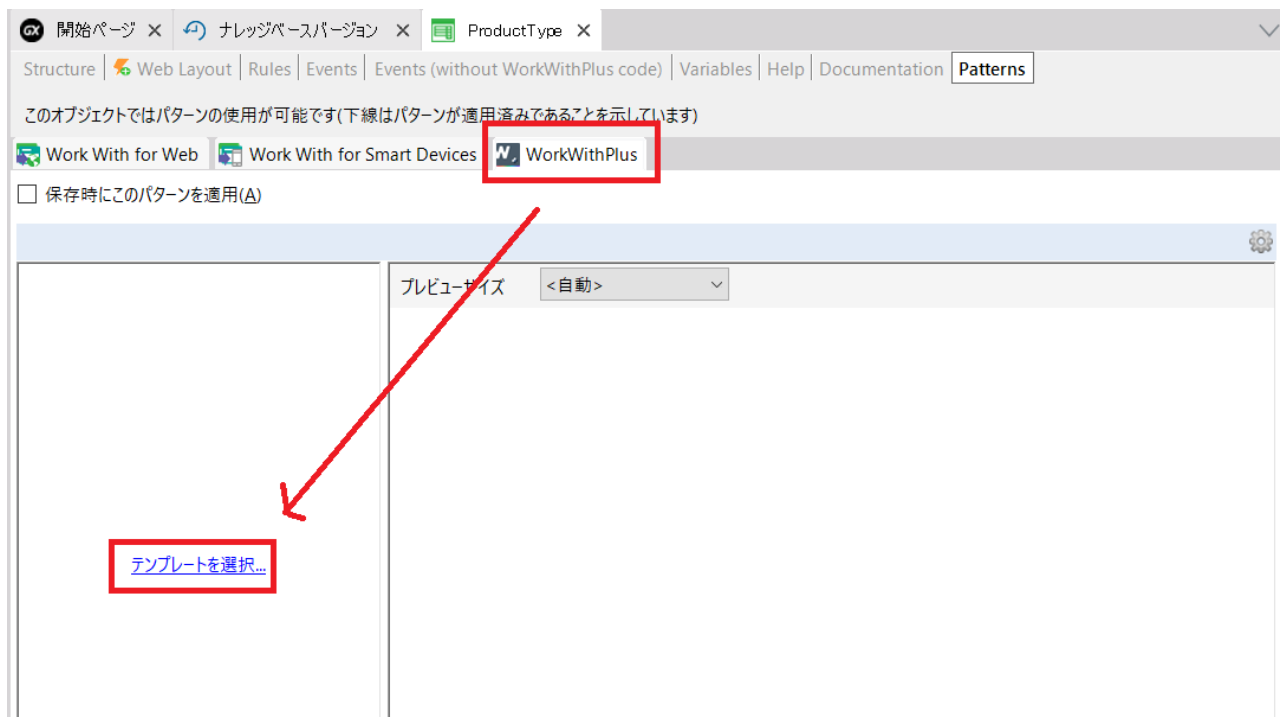 開始ページ ナレッジベースバージョン ProductType
Structure Web Layout Rules Events Events (without WorkWithPlus code) Variables Help Documentation Patterns
このオブジェクトではパターンの使用が可能です(下線はパターンが適用済みであることを示しています)
Work With for Web Work With for Smart Devices WorkWithPlus
保存時にこのパターンを適用(A)
プレビューサイズ <自動>
テンプレートを選択...